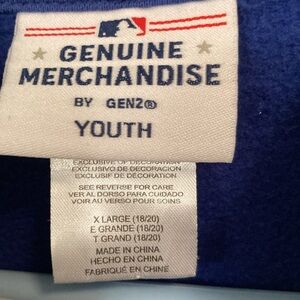 GENUINE
MERCHANDISE
BY GEN2®
YOUTH
EXCLUSIVE OF DECORATION
EXCLUSIVO DE DECORACION
EXCLUSIF DE DECORATION
SEE REVERSE FOR CARE
VER AL DORSO PARA CUIDADO
VOIR AU VERSO POUR SOINS
X LARGE (18/20)
E GRANDE (18/20)
T GRAND (18/20)
MADE IN CHINA
HECHO EN CHINA
FABRIQUÉ EN CHINE